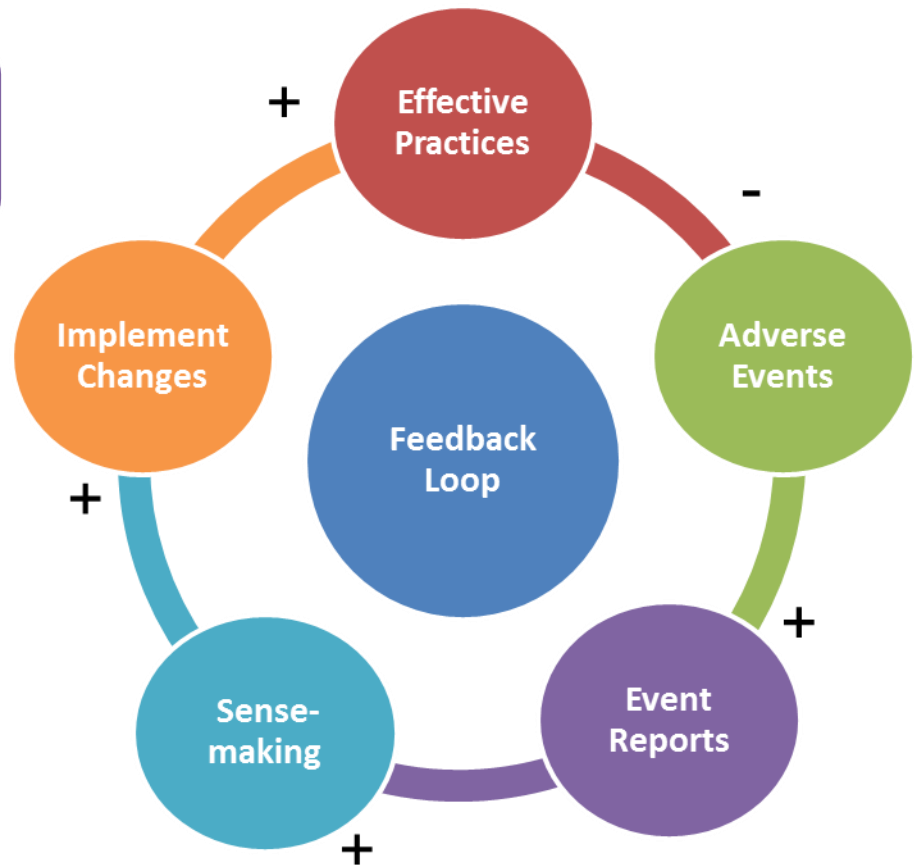 +
Effective
Practices
-
Adverse
Events
+
Event
Reports
+
Sense-
making
+
Implement
Changes
Feedback
Loop